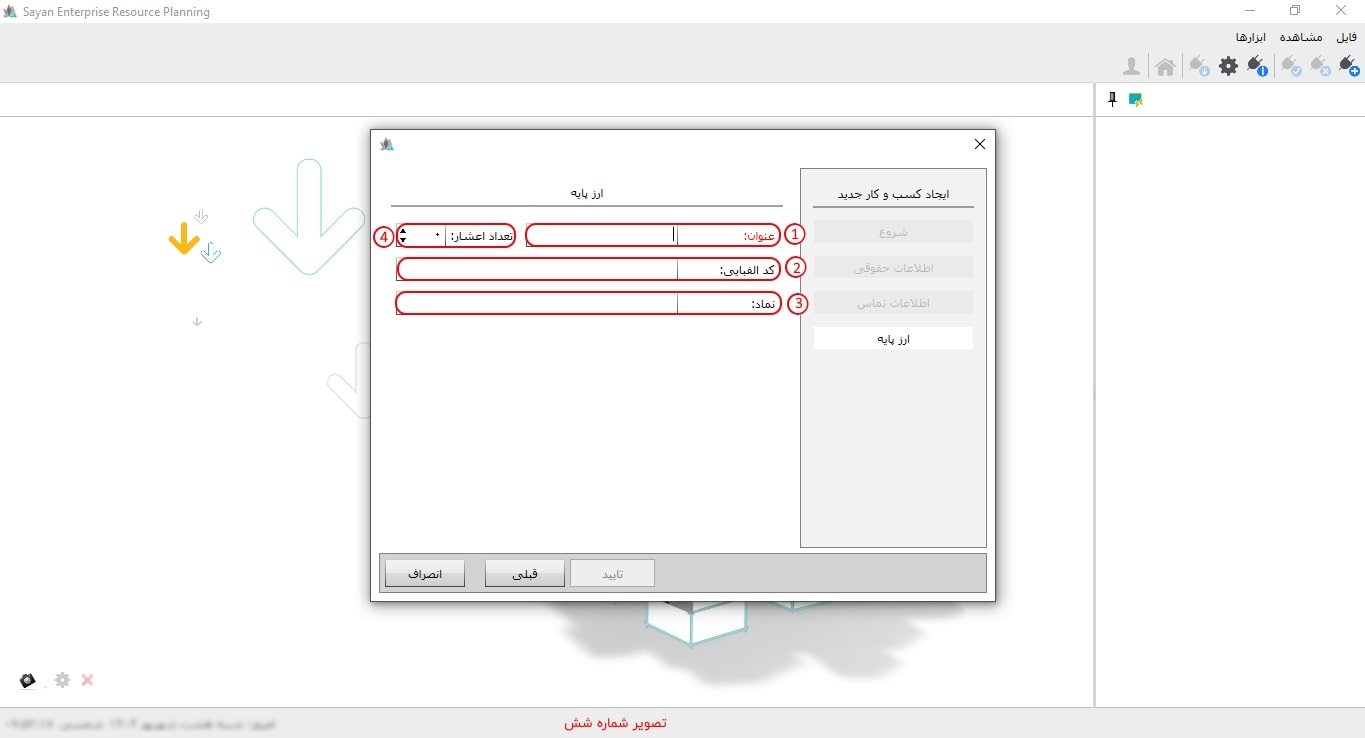 Sayan Enterprise Resource Planning
فایل مشاهده ابزارها
ایجاد کسب و کار جدید
شروع
اطلاعات حقوقی
اطلاعات تماس
ارز پایه
ارز پایه
1 عنوان:
تعداد اعشار: ۰ 4
2 کد الفبایی:
3 نماد:
تایید قبلی انصراف
تصویر شماره شش